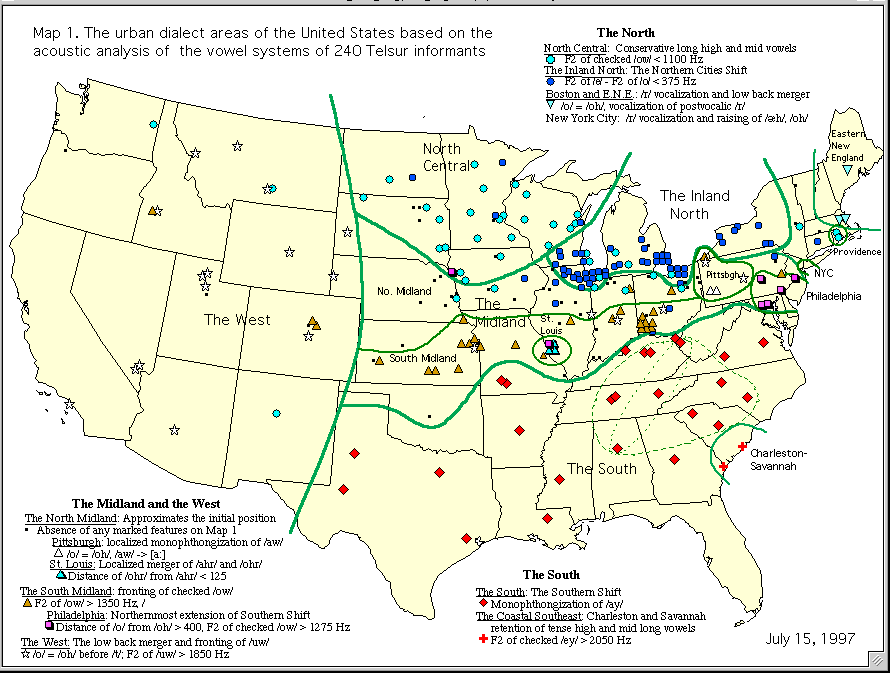 Map 1. The urban dialect areas of the United States based on the
acoustic analysis of the vowel systems of 240 Telsur informants
The North
North Central: Conservative long high and mid vowels
F2 of checked /ow/ < 1100 Hz
The Inland North: The Northern Cities Shift
F2 of /e/ - F2 of /o/ < 375 Hz
Boston and E.N.E.: /r/ vocalization and low back merger
/o/ = /oh/, vocalization of postvocalic /r/
New York City: /r/ vocalization and raising of /æh/, /oh/
Eastern
New
England
North
Central
The Inland
North
Providence
Pittsbgh
NYC
No. Midland
Philadelphia
The
Midland
The West
St.
Louis
South Midland
Charleston-
Savannah
The South
The Midland and the West
The North Midland: Approximates the initial position
Absence of any marked features on Map 1
Pittsburgh: localized monophthongization of /aw/
/o/ = /oh/, /aw/ -> [a:]
St. Louis: Localized merger of /ahr/ and /ohr/
Distance of /ohr/ from /ahr/ < 125
The South Midland: fronting of checked /ow/
F2 of /ow/ > 1350 Hz, /
Philadelphia: Northernmost extension of Southern Shift
Distance of /o/ from /oh/ > 400, F2 of checked /ow/ > 1275 Hz
The West: The low back merger and fronting of /uw/
/o/ = /oh/ before /t/; F2 of /uw/ > 1850 Hz
The South
The South: The Southern Shift
Monophthongization of /ay/
The Coastal Southeast: Charleston and Savannah
retention of tense high and mid long vowels
F2 of checked /ey/ > 2050 Hz
July 15, 1997